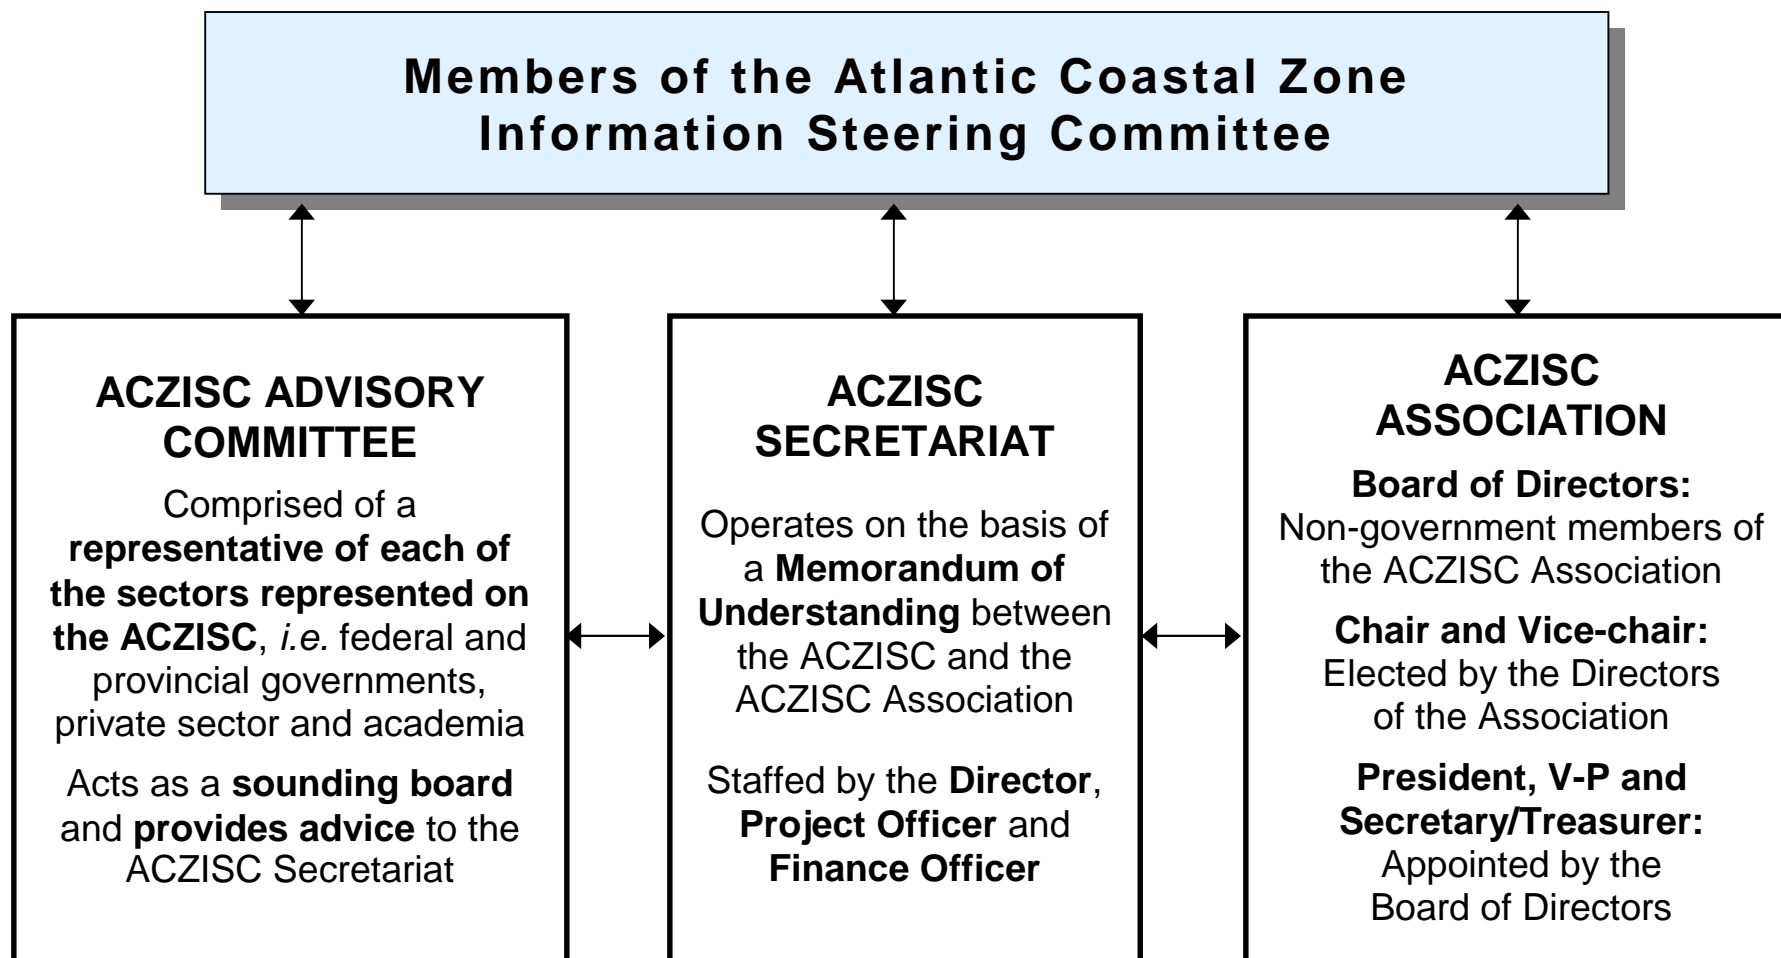 Members of the Atlantic Coastal Zone
Information Steering Committee
ACZISC ADVISORY
COMMITTEE
Comprised of a
representative of each of
the sectors represented on
the ACZISC, i.e. federal and
provincial governments,
private sector and academia
Acts as a sounding board
and provides advice to the
ACZISC Secretariat
ACZISC
SECRETARIAT
Operates on the basis of
a Memorandum of
Understanding between
the ACZISC and the
ACZISC Association
Staffed by the Director,
Project Officer and
Finance Officer
ACZISC
ASSOCIATION
Board of Directors:
Non-government members of
the ACZISC Association
Chair and Vice-chair:
Elected by the Directors
of the Association
President, V-P and
Secretary/Treasurer:
Appointed by the
Board of Directors